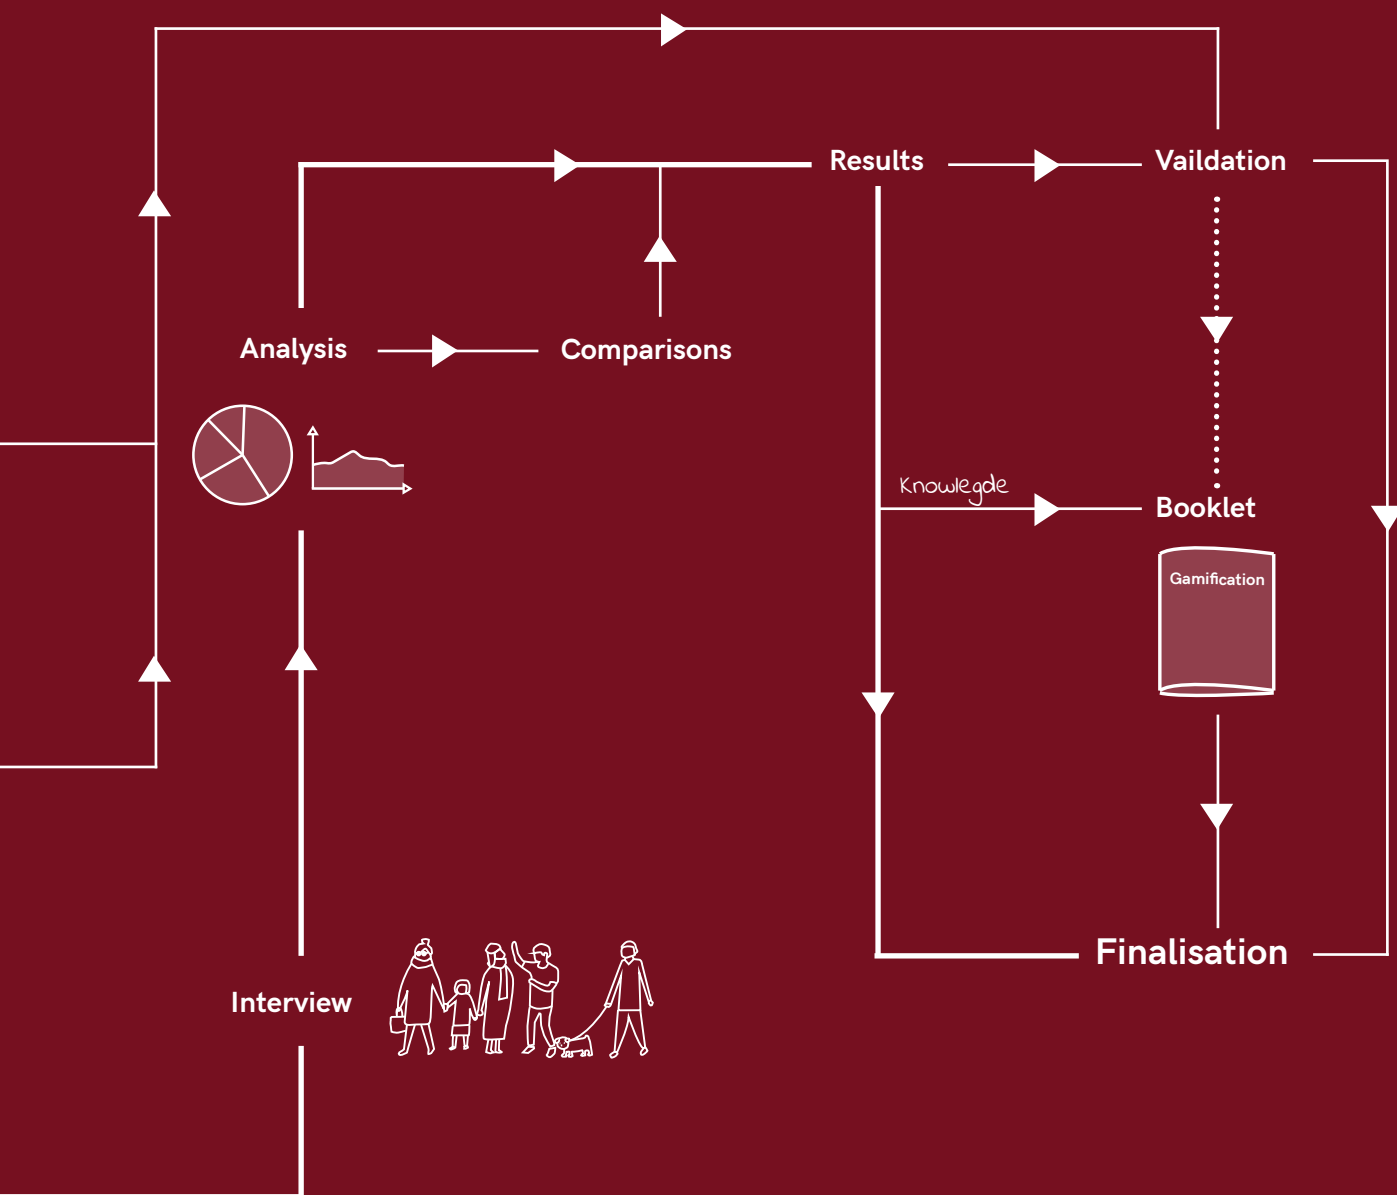 Results
Vaildation
Analysis
Comparisons
Knowlegde
Booklet
Gamification
Finalisation
Interview